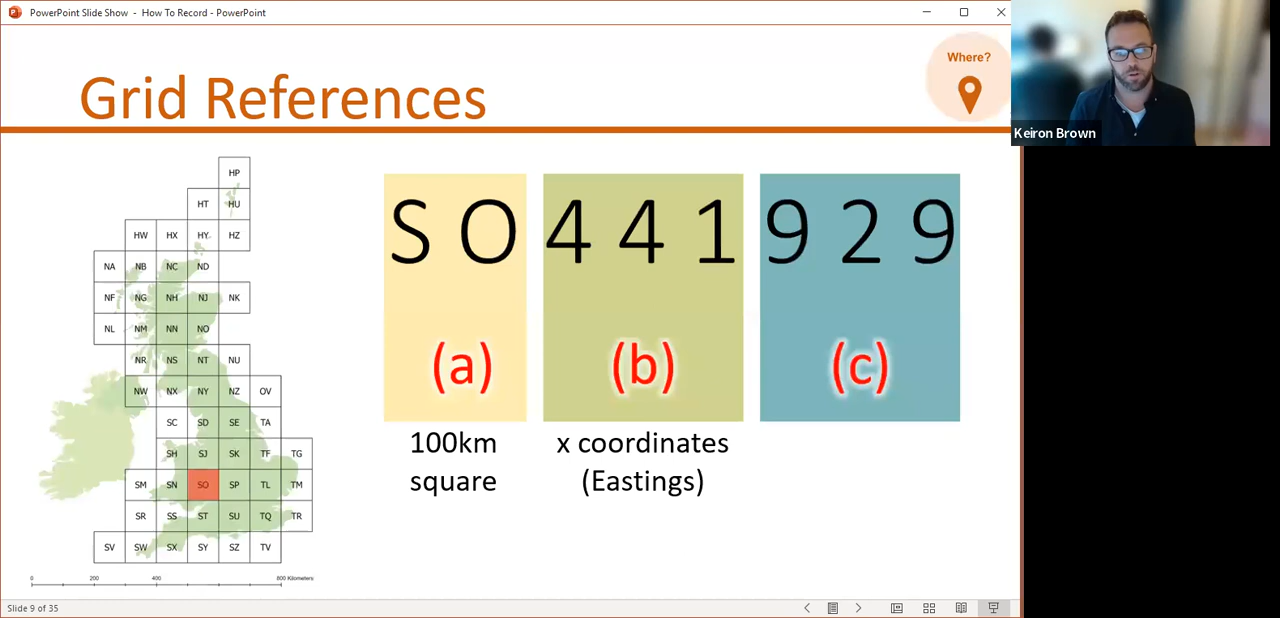 PowerPoint Slide Show - How To Record - PowerPoint
Where?
Keiron Brown
Grid References
HP
HT HU
HW HX HY HZ
NA NB NC ND
NF NG NH NJ NK
NL NM NN NO
NR NS NT NU
NW NX NY NZ OV
SC SD SE TA
SH SJ SK TF TG
SM SN SO SP TL TM
SR SS ST SU TQ TR
SV SW SX SY SZ TV
0 200 400 800 Kilometers
S O 4 4 1 9 2 9
(a) (b) (c)
100km
square
x coordinates
(Eastings)
Slide 9 of 35